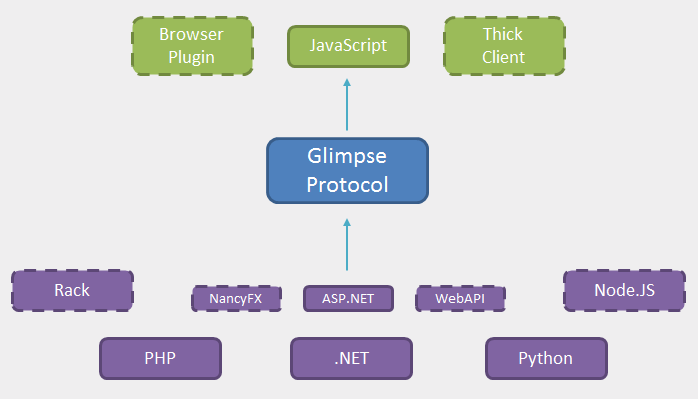 Browser
Plugin
JavaScript
Thick
Client
Glimpse
Protocol
Rack
NancyFX
ASP.NET
WebAPI
Node.JS
PHP
.NET
Python